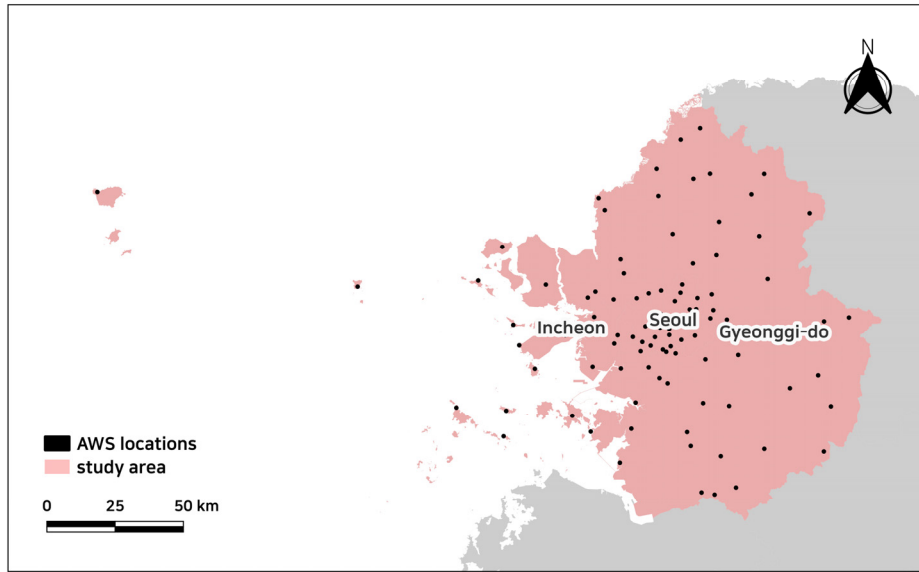 N
Incheon
Seoul
Gyeonggi-do
AWS locations
study area
0 25 50 km